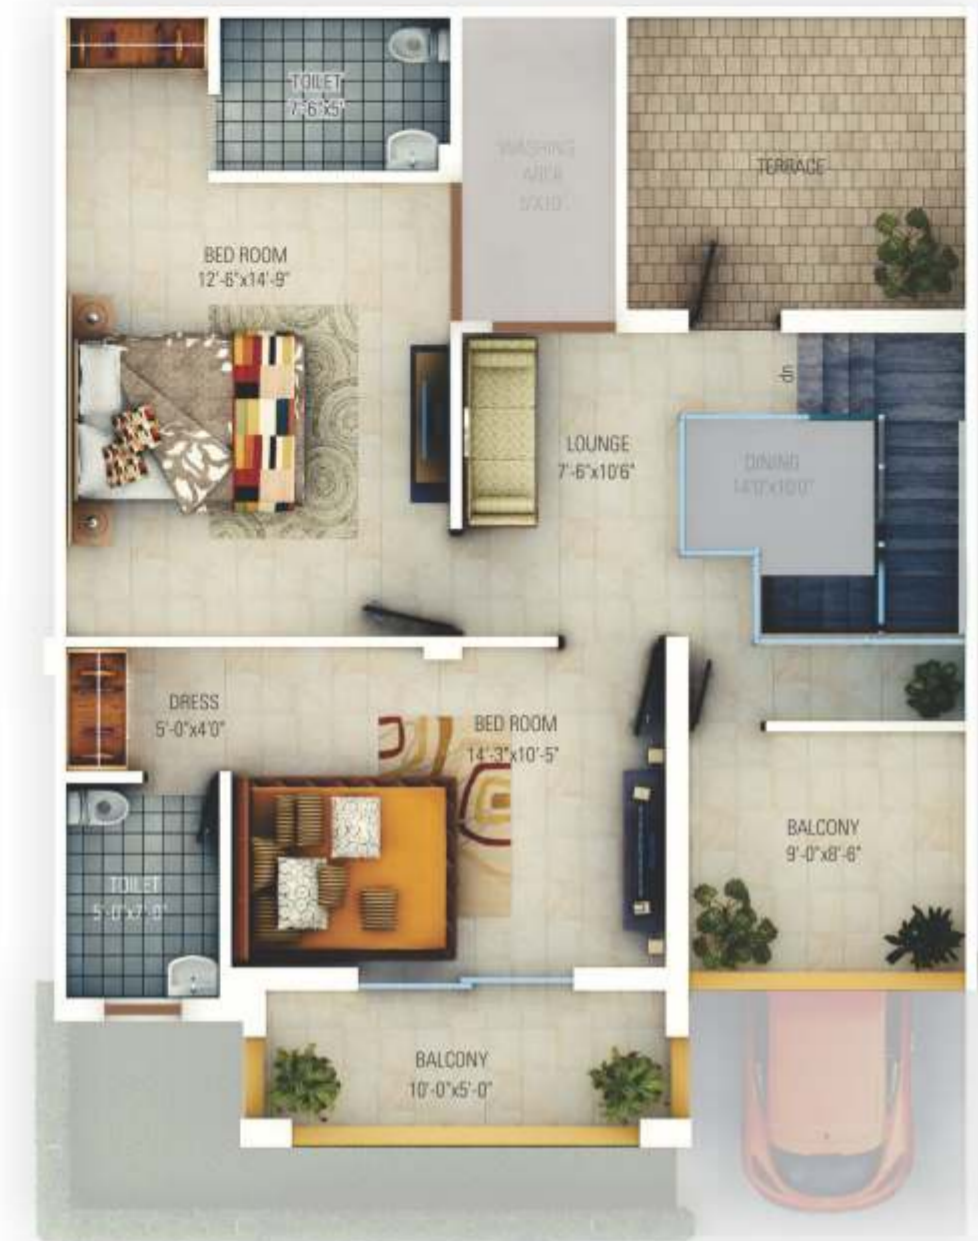 TOILET
7'-6"x5'
WASHING
AREA
5'X10'
TERRACE
BED ROOM
12'-6"x14'-9"
dn
LOUNGE
7'-6"x10'6"
DINING
14'0"x10'0"
DRESS
5'-0"x4'0"
BED ROOM
14'-3"x10'-5"
BALCONY
9'-0"x8'-6"
TOILET
5'-0"x7'-0"
BALCONY
10'-0"x5'-0"